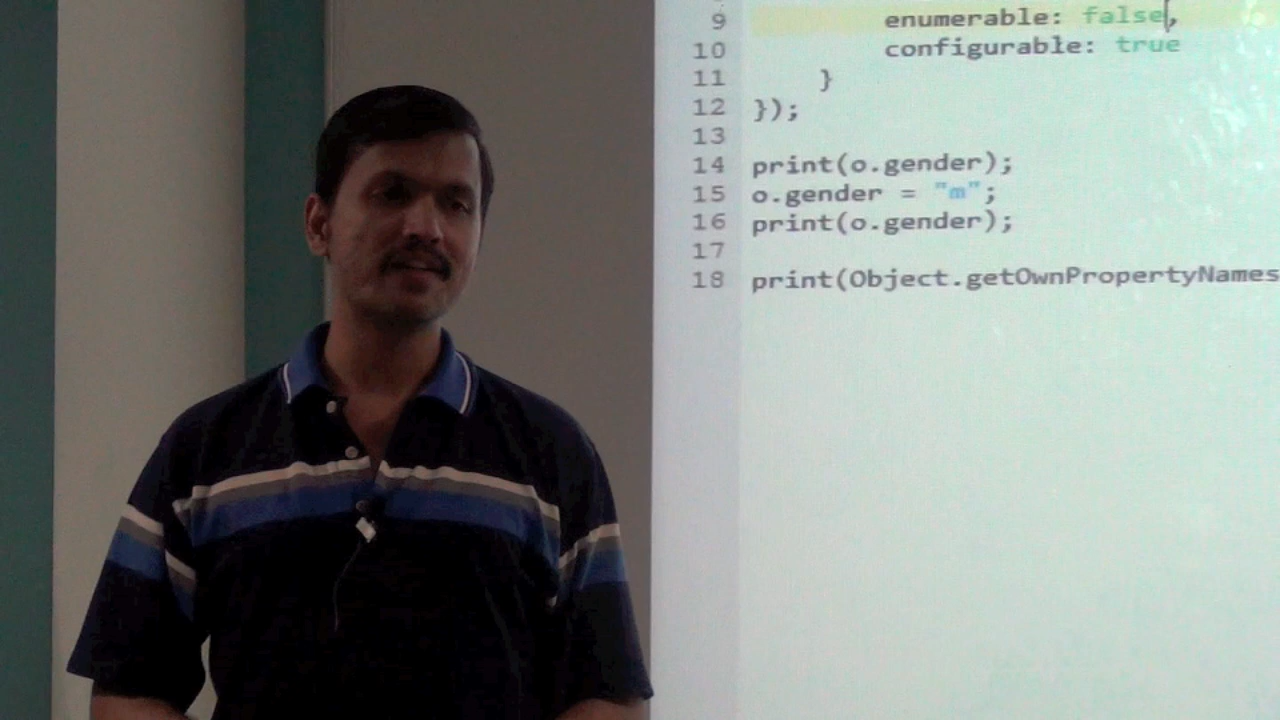 9 enumerable: false,
10 configurable: true
11 }
12 });
13
14 print(o.gender);
15 o.gender = "m";
16 print(o.gender);
17
18 print(Object.getOwnPropertyNames